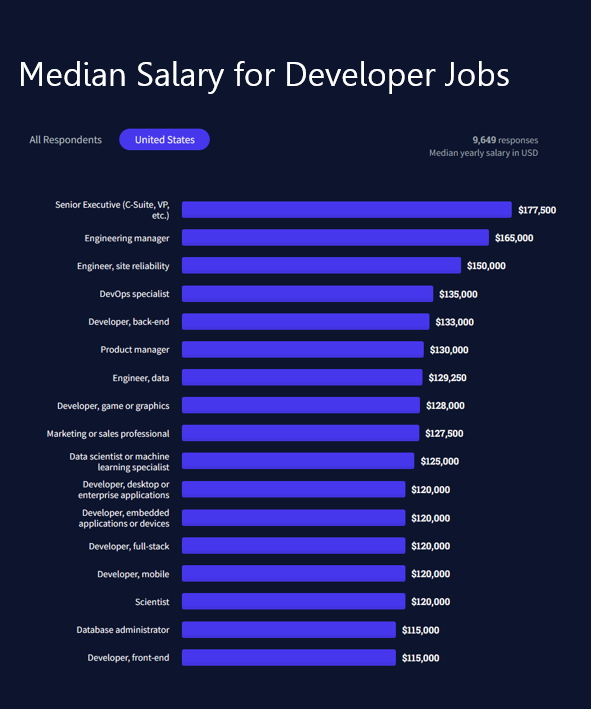 Median Salary for Developer Jobs
All Respondents
United States
9,649 responses
Median yearly salary in USD
Senior Executive (C-Suite, VP,
etc.)
$177,500
Engineering manager
$165,000
Engineer, site reliability
$150,000
DevOps specialist
$135,000
Developer, back-end
$133,000
Product manager
$130,000
Engineer, data
$129,250
Developer, game or graphics
$128,000
Marketing or sales professional
$127,500
Data scientist or machine
learning specialist
$125,000
Developer, desktop or
enterprise applications
$120,000
Developer, embedded
applications or devices
$120,000
Developer, full-stack
$120,000
Developer, mobile
$120,000
Scientist
$120,000
Database administrator
$115,000
Developer, front-end
$115,000